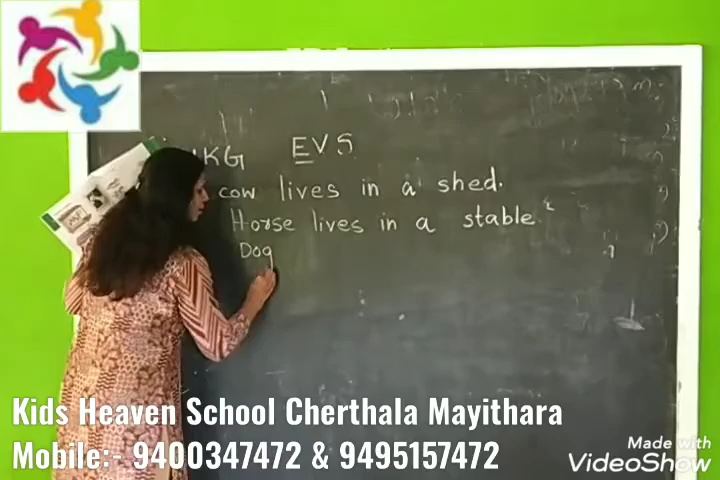 KG EVS
cow lives in a shed.
Horse lives in a stable
Dog
Kids Heaven School Cherthala Mayithara
Mobile:- 9400347472 & 9495157472
Made with
VideoShow